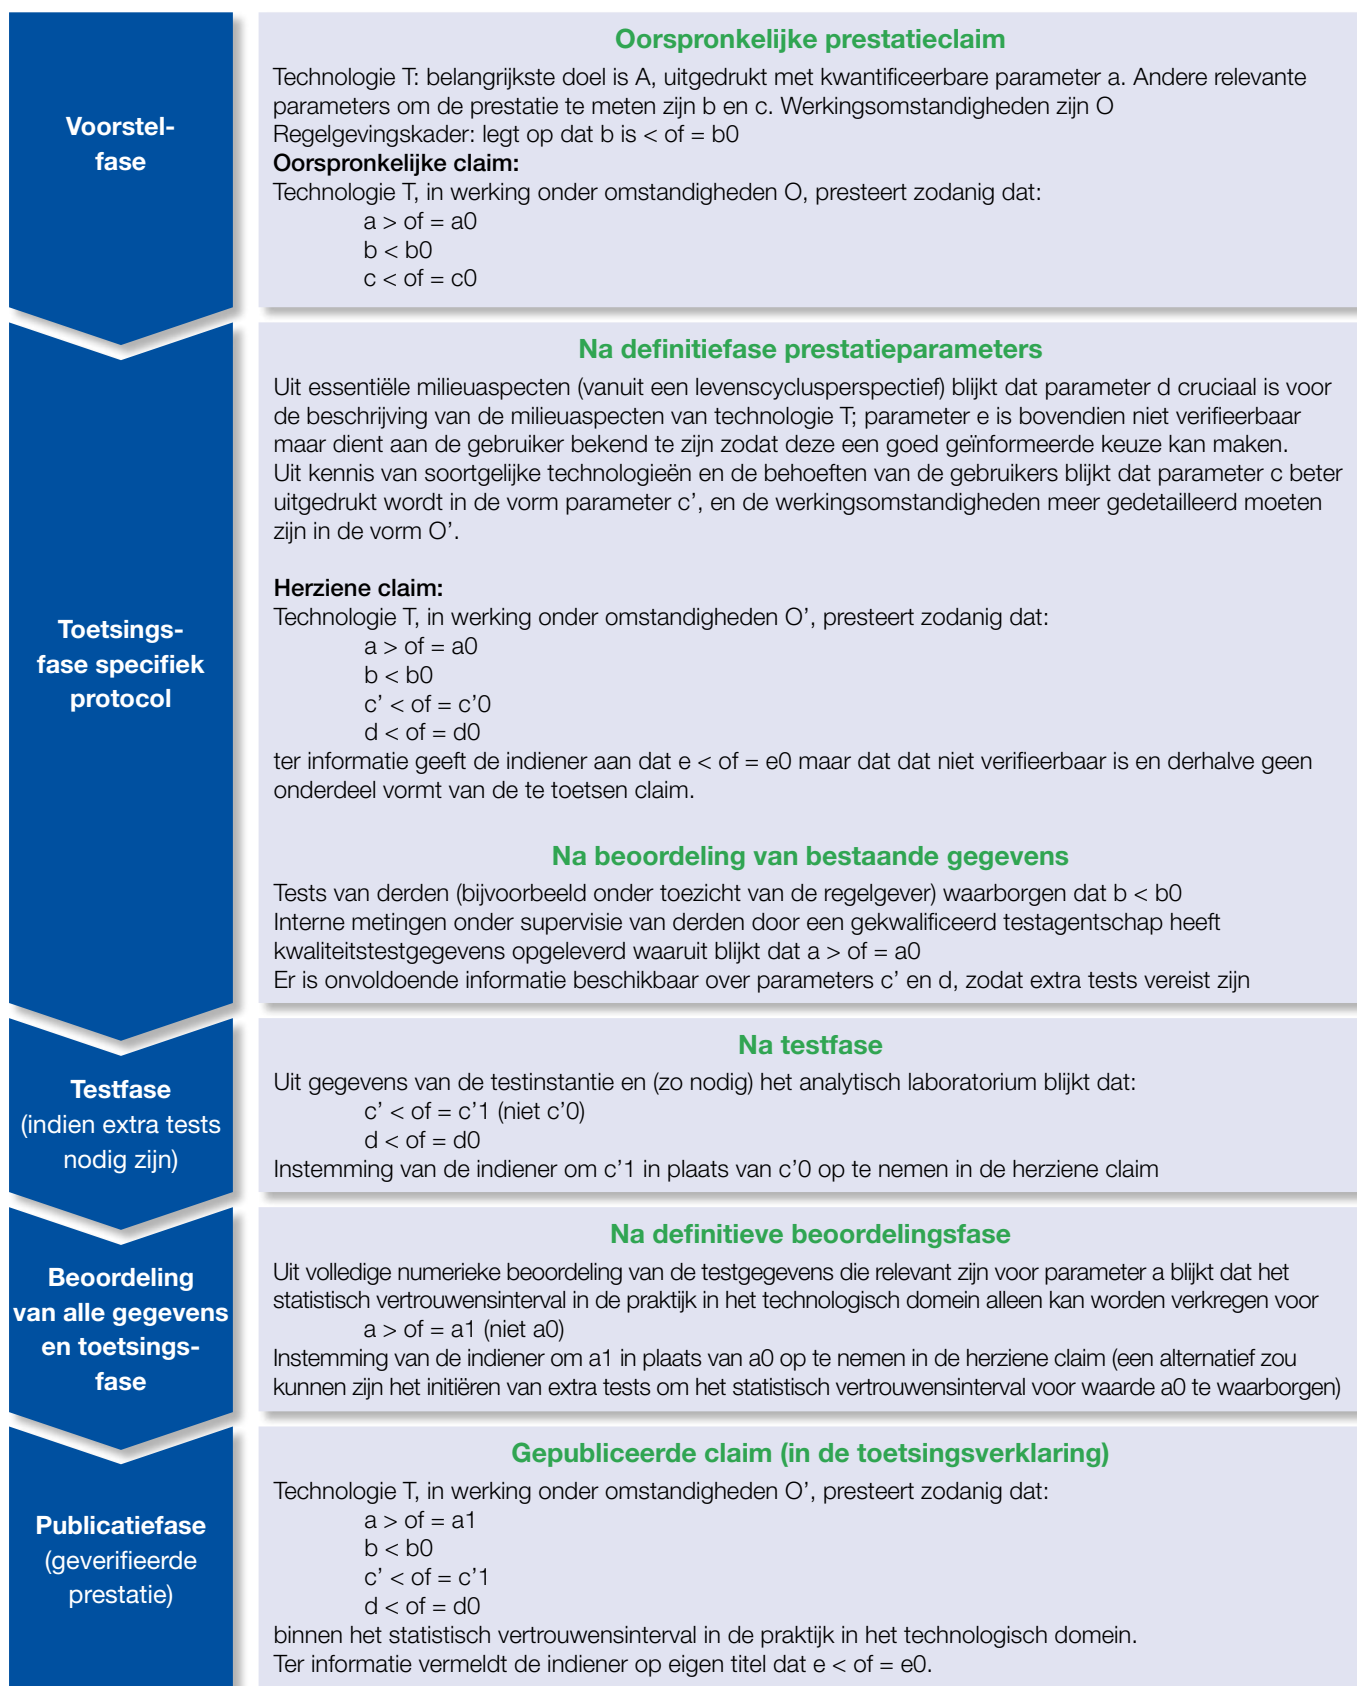 Voorstel-
fase
Oorspronkelijke prestatieclaim
Technologie T: belangrijkste doel is A, uitgedrukt met kwantificeerbare parameter a. Andere relevante
parameters om de prestatie te meten zijn b en c. Werkingsomstandigheden zijn O
Regelgevingskader: legt op dat b is < of = b0
Oorspronkelijke claim:
Technologie T, in werking onder omstandigheden O, presteert zodanig dat:
a > of = a0
b < b0
c < of = c0
Toetsings-
fase specifiek
protocol
Na definitiefase prestatieparameters
Uit essentiële milieuaspecten (vanuit een levenscyclusperspectief) blijkt dat parameter d cruciaal is voor
de beschrijving van de milieuaspecten van technologie T; parameter e is bovendien niet verifieerbaar
maar dient aan de gebruiker bekend te zijn zodat deze een goed geïnformeerde keuze kan maken.
Uit kennis van soortgelijke technologieën en de behoeften van de gebruikers blijkt dat parameter c beter
uitgedrukt wordt in de vorm parameter c’, en de werkingsomstandigheden meer gedetailleerd moeten
zijn in de vorm O’.
Herziene claim:
Technologie T, in werking onder omstandigheden O’, presteert zodanig dat:
a > of = a0
b < b0
c’ < of = c’0
d < of = d0
ter informatie geeft de indiener aan dat e < of = e0 maar dat dat niet verifieerbaar is en derhalve geen
onderdeel vormt van de te toetsen claim.
Na beoordeling van bestaande gegevens
Tests van derden (bijvoorbeeld onder toezicht van de regelgever) waarborgen dat b < b0
Interne metingen onder supervisie van derden door een gekwalificeerd testagentschap heeft
kwaliteitstestgegevens opgeleverd waaruit blijkt dat a > of = a0
Er is onvoldoende informatie beschikbaar over parameters c’ en d, zodat extra tests vereist zijn
Testfase
(indien extra tests
nodig zijn)
Na testfase
Uit gegevens van de testinstantie en (zo nodig) het analytisch laboratorium blijkt dat:
c’ < of = c’1 (niet c’0)
d < of = d0
Instemming van de indiener om c’1 in plaats van c’0 op te nemen in de herziene claim
Beoordeling
van alle gegevens
en toetsings-
fase
Na definitieve beoordelingsfase
Uit volledige numerieke beoordeling van de testgegevens die relevant zijn voor parameter a blijkt dat het
statistisch vertrouwensinterval in de praktijk in het technologisch domein alleen kan worden verkregen voor
a > of = a1 (niet a0)
Instemming van de indiener om a1 in plaats van a0 op te nemen in de herziene claim (een alternatief zou
kunnen zijn het initiëren van extra tests om het statistisch vertrouwensinterval voor waarde a0 te waarborgen)
Publicatiefase
(geverifieerde
prestatie)
Gepubliceerde claim (in de toetsingsverklaring)
Technologie T, in werking onder omstandigheden O’, presteert zodanig dat:
a > of = a1
b < b0
c’ < of = c’1
d < of = d0
binnen het statistisch vertrouwensinterval in de praktijk in het technologisch domein.
Ter informatie vermeldt de indiener op eigen titel dat e < of = e0.